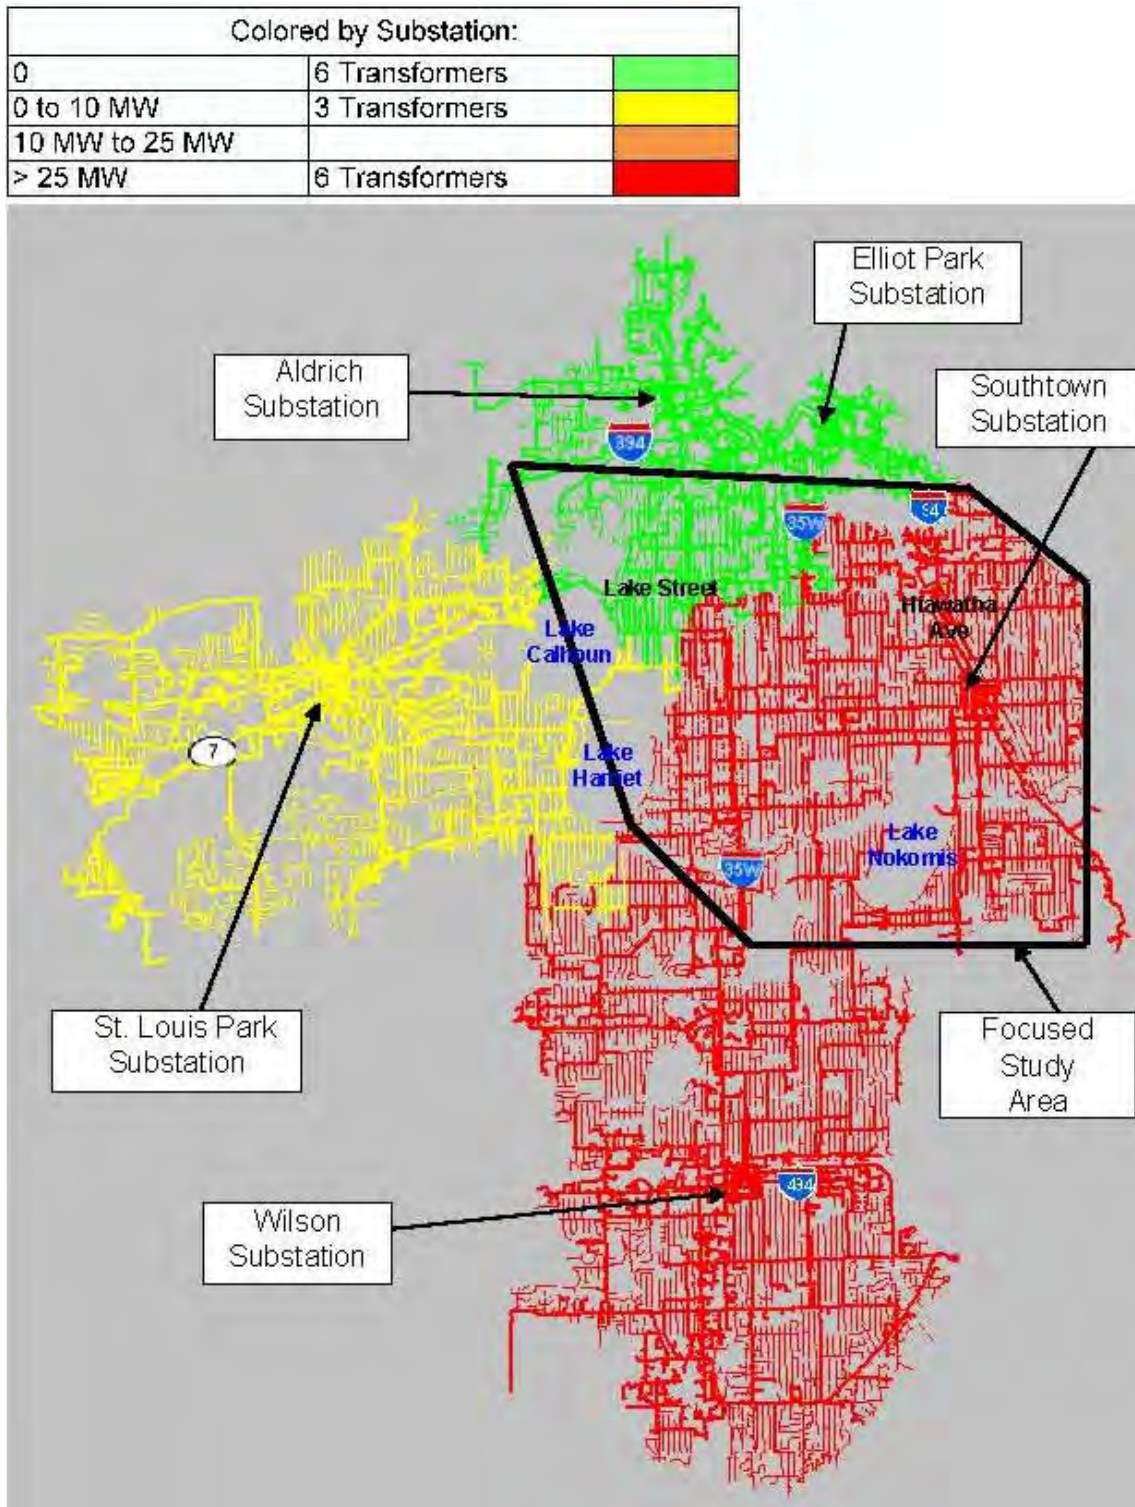 Colored by Substation:
0 6 Transformers
0 to 10 MW 3 Transformers
10 MW to 25 MW
> 25 MW 6 Transformers
Elliot Park
Substation
Aldrich
Substation
Southtown
Substation
394
94
35W
Lake Street
Hiawatha
Ave
Lake
Calhoun
7
Lake
Harriet
Lake
Nokomis
35W
St. Louis Park
Substation
Focused
Study
Area
494
Wilson
Substation